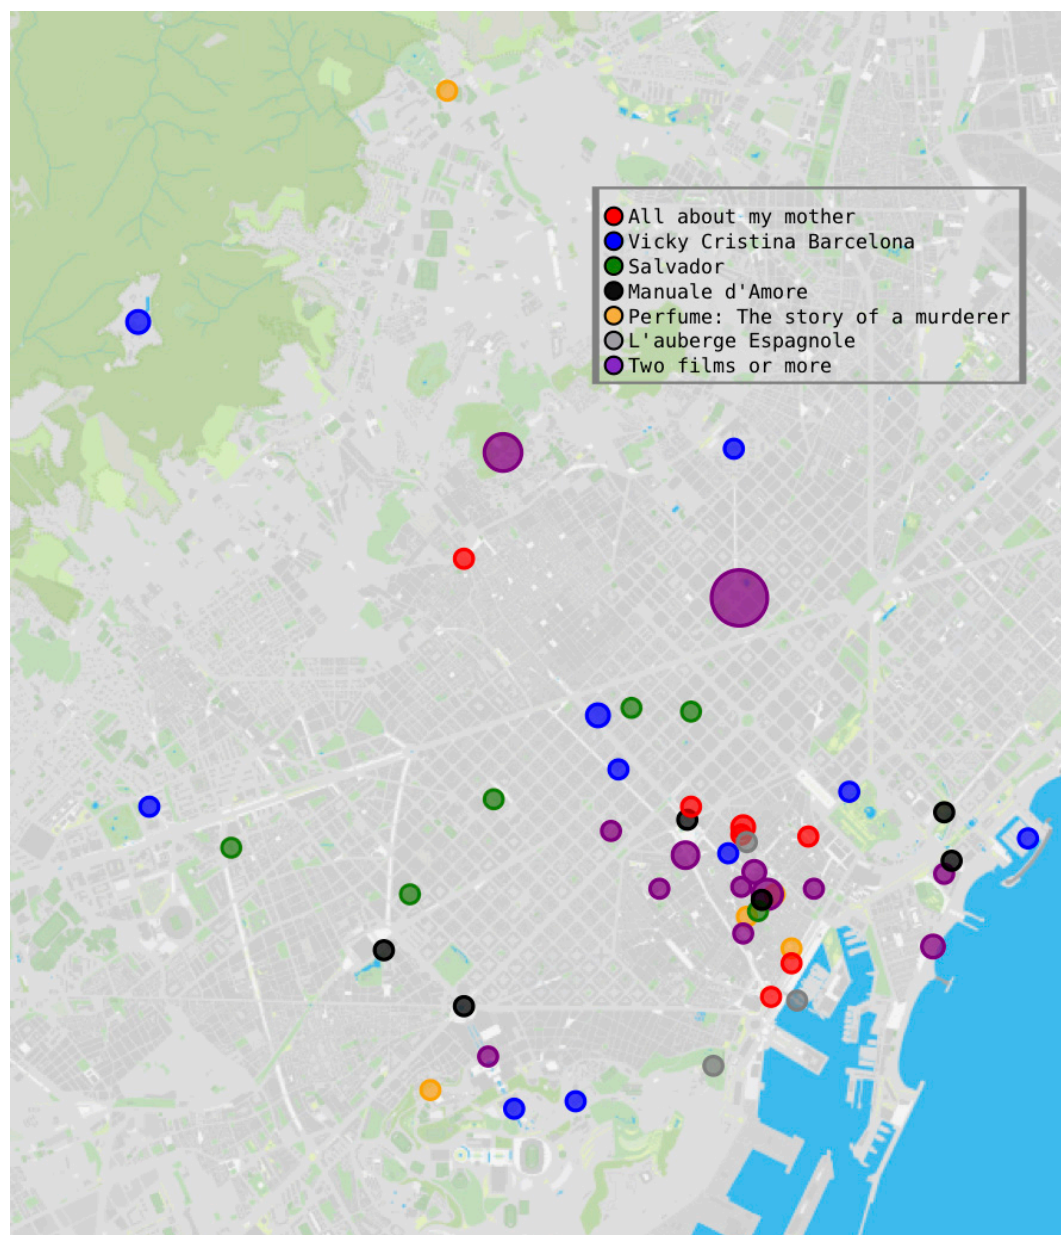 All about my mother
Vicky Cristina Barcelona
Salvador
Manuale d'Amore
Perfume: The story of a murderer
L'auberge Espagnole
Two films or more